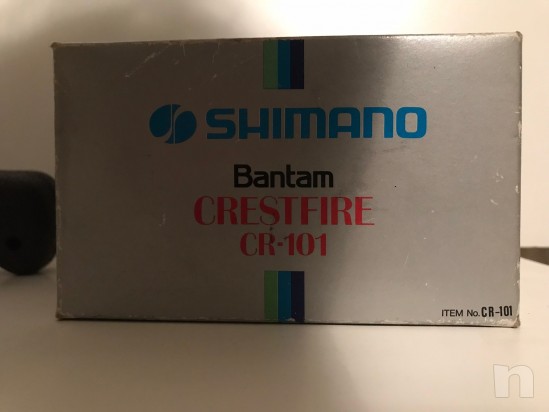 SHIMANO
Bantam
CRESTFIRE
CR-101
ITEM No. CR-101
n